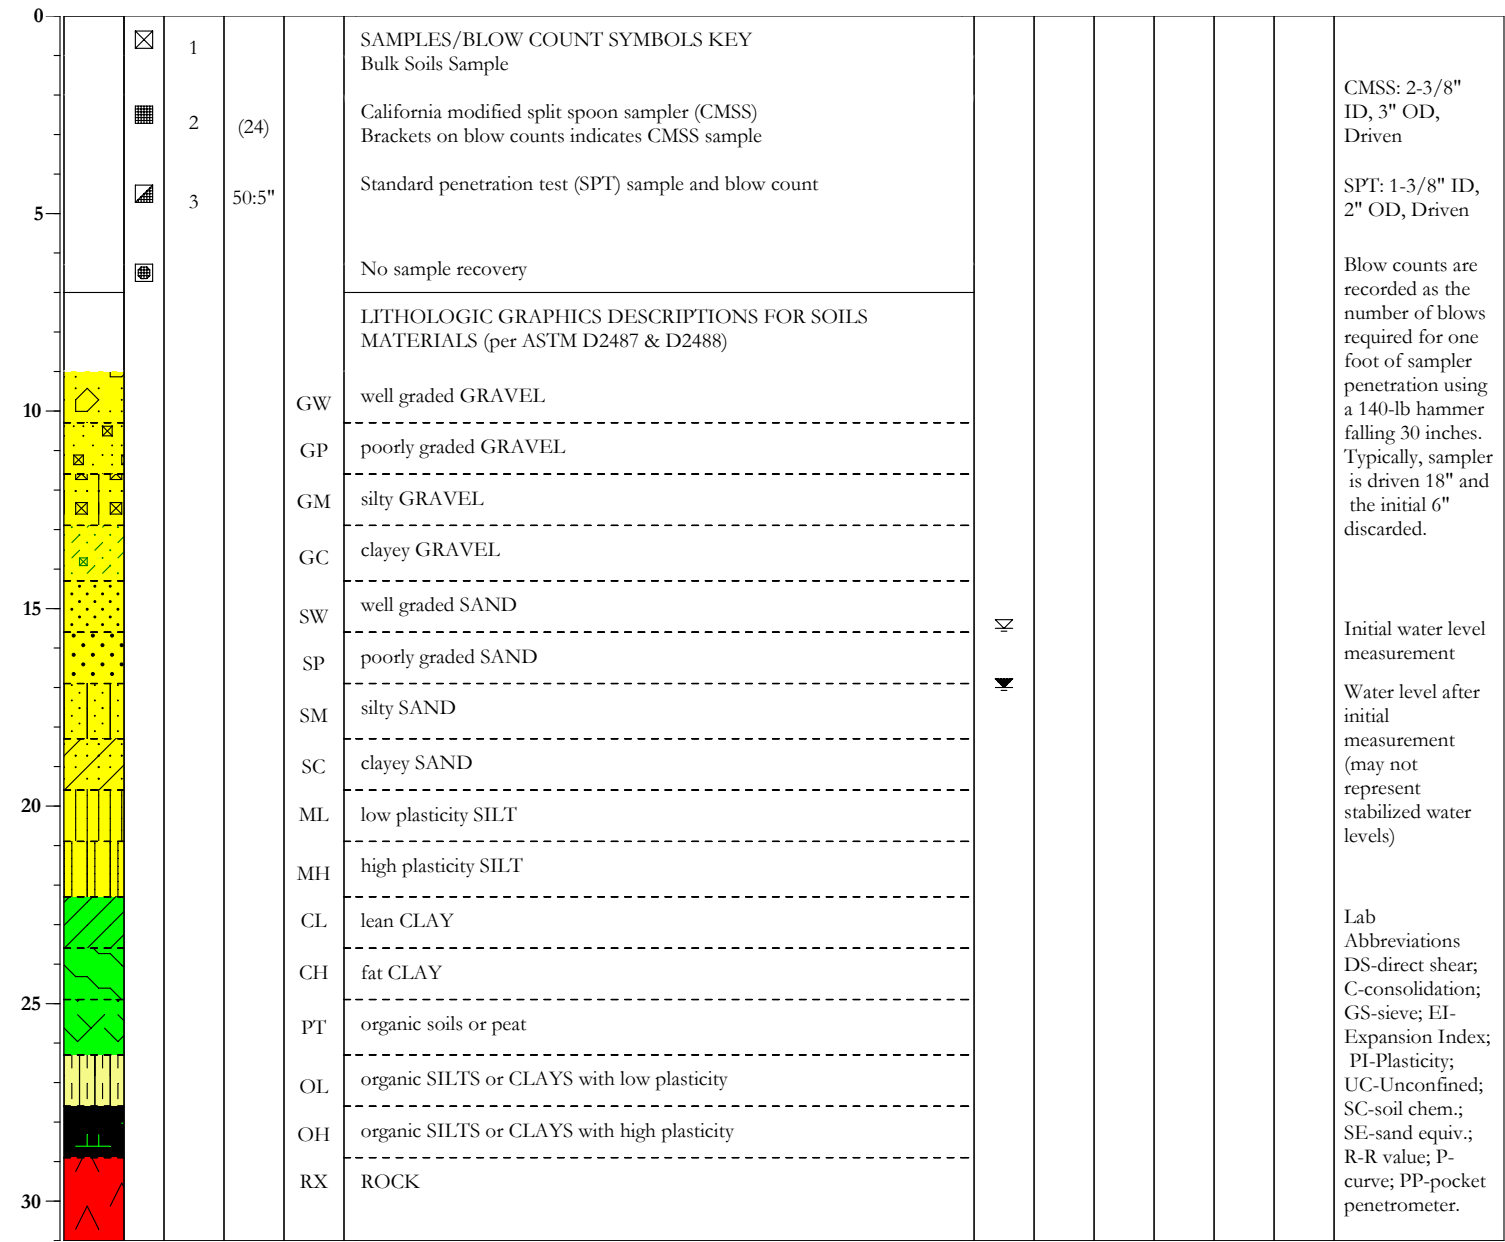 0
1
SAMPLES/BLOW COUNT SYMBOLS KEY
Bulk Soils Sample
2
(24)
California modified split spoon sampler (CMSS)
Brackets on blow counts indicates CMSS sample
CMSS: 2-3/8"
ID, 3" OD,
Driven
3
50:5"
Standard penetration test (SPT) sample and blow count
SPT: 1-3/8" ID,
2" OD, Driven
5
No sample recovery
Blow counts are
recorded as the
number of blows
required for one
foot of sampler
penetration using
a 140-lb hammer
falling 30 inches.
Typically, sampler
is driven 18" and
the initial 6"
discarded.
LITHOLOGIC GRAPHICS DESCRIPTIONS FOR SOILS
MATERIALS (per ASTM D2487 & D2488)
GW well graded GRAVEL
10
GP poorly graded GRAVEL
GM silty GRAVEL
GC clayey GRAVEL
15
SW well graded SAND
Initial water level
measurement
SP poorly graded SAND
Water level after
initial
measurement
(may not
represent
stabilized water
levels)
SM silty SAND
SC clayey SAND
20
ML low plasticity SILT
MH high plasticity SILT
CL lean CLAY
Lab
Abbreviations
DS-direct shear;
C-consolidation;
GS-sieve; EI-
Expansion Index;
PI-Plasticity;
UC-Unconfined;
SC-soil chem.;
SE-sand equiv.;
R-R value; P-
curve; PP-pocket
penetrometer.
CH fat CLAY
25
PT organic soils or peat
OL organic SILTS or CLAYS with low plasticity
OH organic SILTS or CLAYS with high plasticity
RX ROCK
30